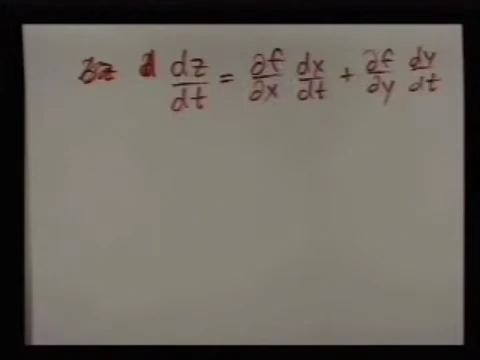 dz/dt = ∂f/∂x dx/dt + ∂f/∂y dy/dt